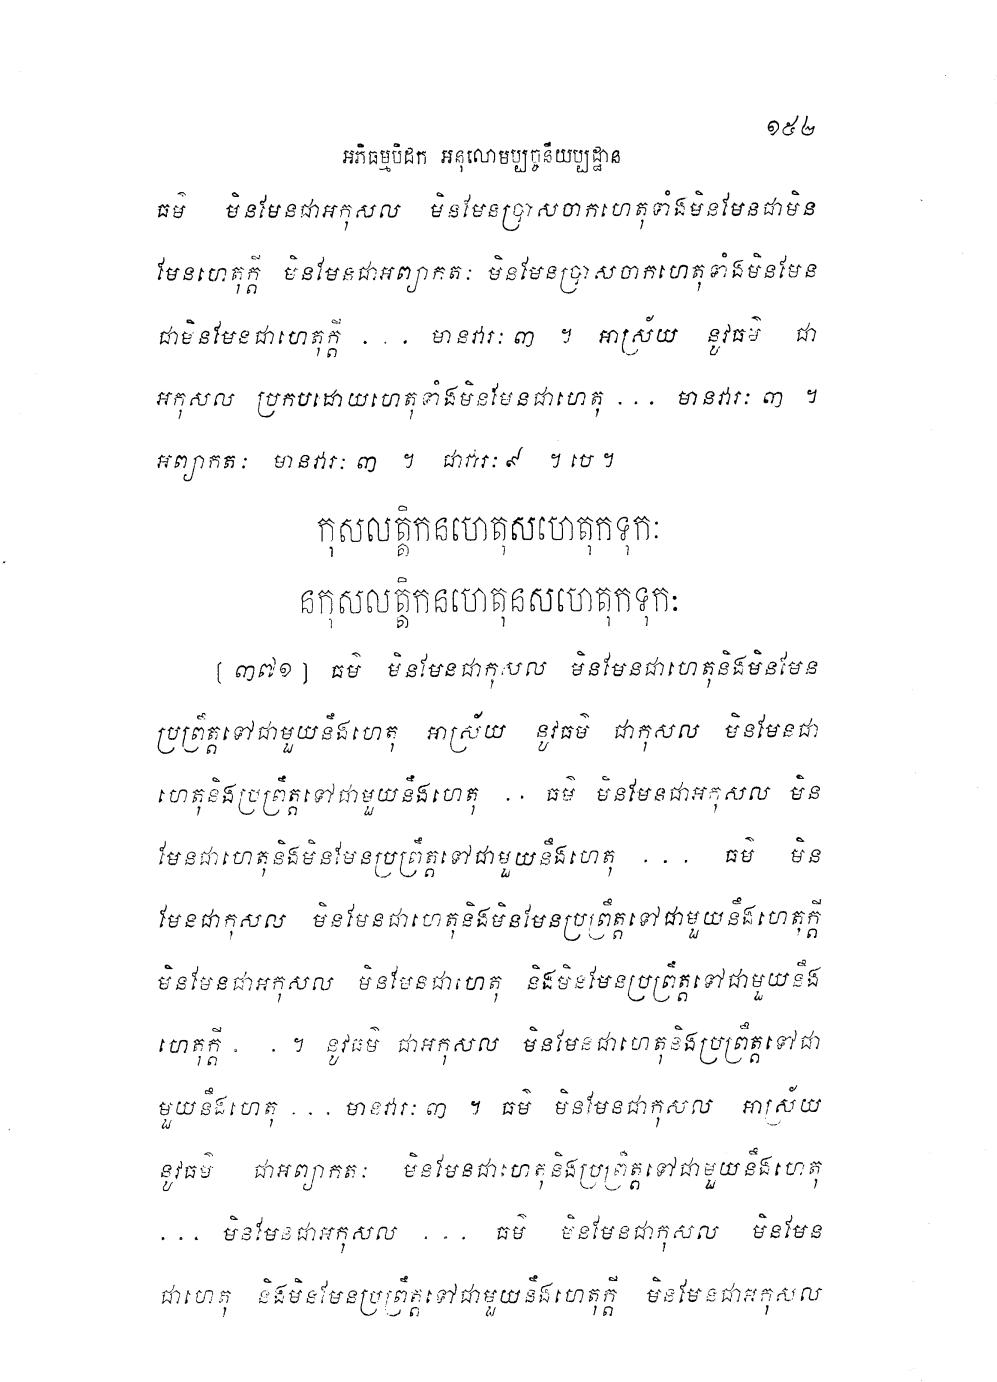 ១៥២
អភិធម្មបិដក អនុលោមប្បច្ចនីយប្បដ្ឋាន
ធម៌ មិនមែនជាអកុសល មិនមែនប្រាសចាកហេតុទាំងមិនមែនជាមិន
មែនហេតុក្តី មិនមែនជាអព្យាកតៈ មិនមែនប្រាសចាកហេតុទាំងមិនមែន
ជាមិនមែនជាហេតុក្តី ... មានវារៈ ៣ ។ អាស្រ័យ នូវធម៌ ជា
អកុសល ប្រកបដោយហេតុទាំងមិនមែនជាហេតុ ... មានវារៈ ៣ ។
អព្យាកតៈ មានវារៈ ៣ ។ ជាវារៈ ៩ ។ បេ ។
កុសលត្តិកនហេតុសហេតុកទុកៈ
នកុសលត្តិកនហេតុនសហេតុកទុកៈ
[៣៧១] ធម៌ មិនមែនជាកុសល មិនមែនជាហេតុនិងមិនមែន
ប្រព្រឹត្តទៅជាមួយនឹងហេតុ អាស្រ័យ នូវធម៌ ជាកុសល មិនមែនជា
ហេតុនិងប្រព្រឹត្តទៅជាមួយនឹងហេតុ .. ធម៌ មិនមែនជាអកុសល មិន
មែនជាហេតុនិងមិនមែនប្រព្រឹត្តទៅជាមួយនឹងហេតុ ... ធម៌ មិន
មែនជាកុសល មិនមែនជាហេតុនិងមិនមែនប្រព្រឹត្តទៅជាមួយនឹងហេតុក្តី
មិនមែនជាអកុសល មិនមែនជាហេតុ និងមិនមែនប្រព្រឹត្តទៅជាមួយនឹង
ហេតុក្តី . . ។ នូវធម៌ ជាអកុសល មិនមែនជាហេតុនិងប្រព្រឹត្តទៅជា
មួយនឹងហេតុ ... មានវារៈ ៣ ។ ធម៌ មិនមែនជាកុសល អាស្រ័យ
នូវធម៌ ជាអព្យាកតៈ មិនមែនជាហេតុនិងប្រព្រឹត្តទៅជាមួយនឹងហេតុ
... មិនមែនជាអកុសល ... ធម៌ មិនមែនជាកុសល មិនមែន
ជាហេតុ និងមិនមែនប្រព្រឹត្តទៅជាមួយនឹងហេតុក្តី មិនមែនជាអកុសល